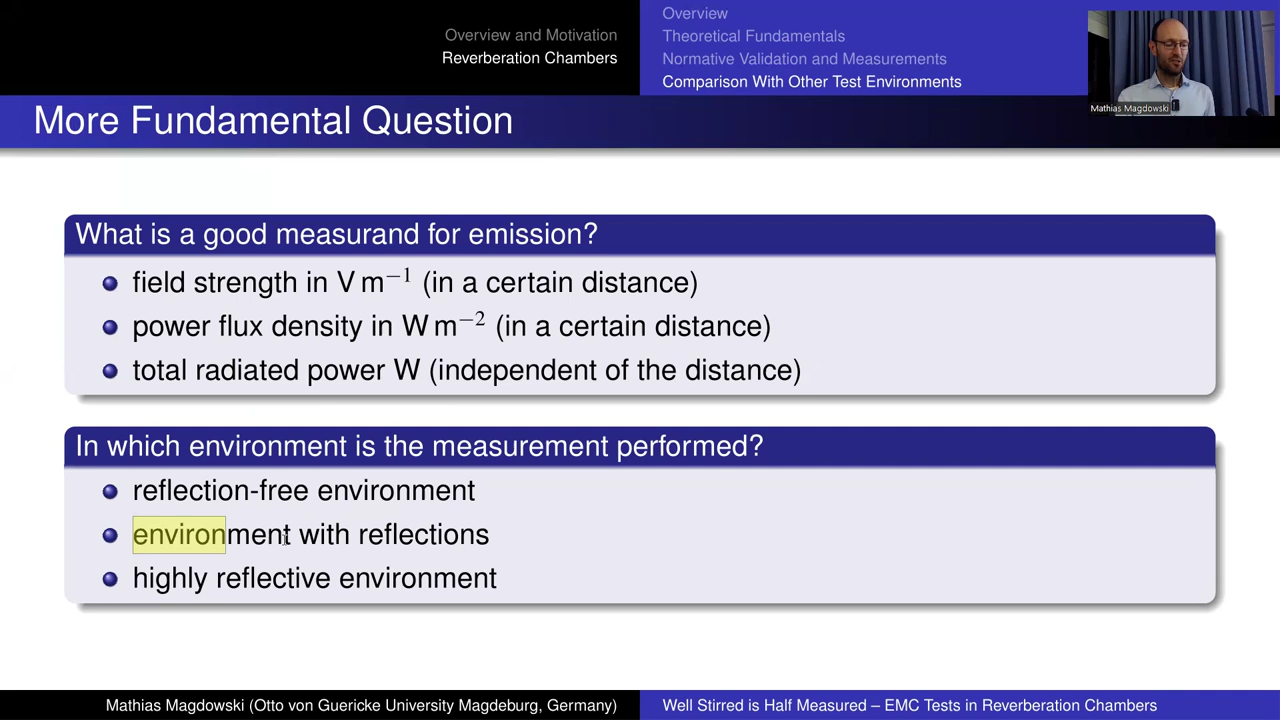 Overview and Motivation
Reverberation Chambers
Overview
Theoretical Fundamentals
Normative Validation and Measurements
Comparison With Other Test Environments
Mathias Magdowski
More Fundamental Question
What is a good measurand for emission?
field strength in V m⁻¹ (in a certain distance)
power flux density in W m⁻² (in a certain distance)
total radiated power W (independent of the distance)
In which environment is the measurement performed?
reflection-free environment
environment with reflections
highly reflective environment
Mathias Magdowski (Otto von Guericke University Magdeburg, Germany)
Well Stirred is Half Measured – EMC Tests in Reverberation Chambers